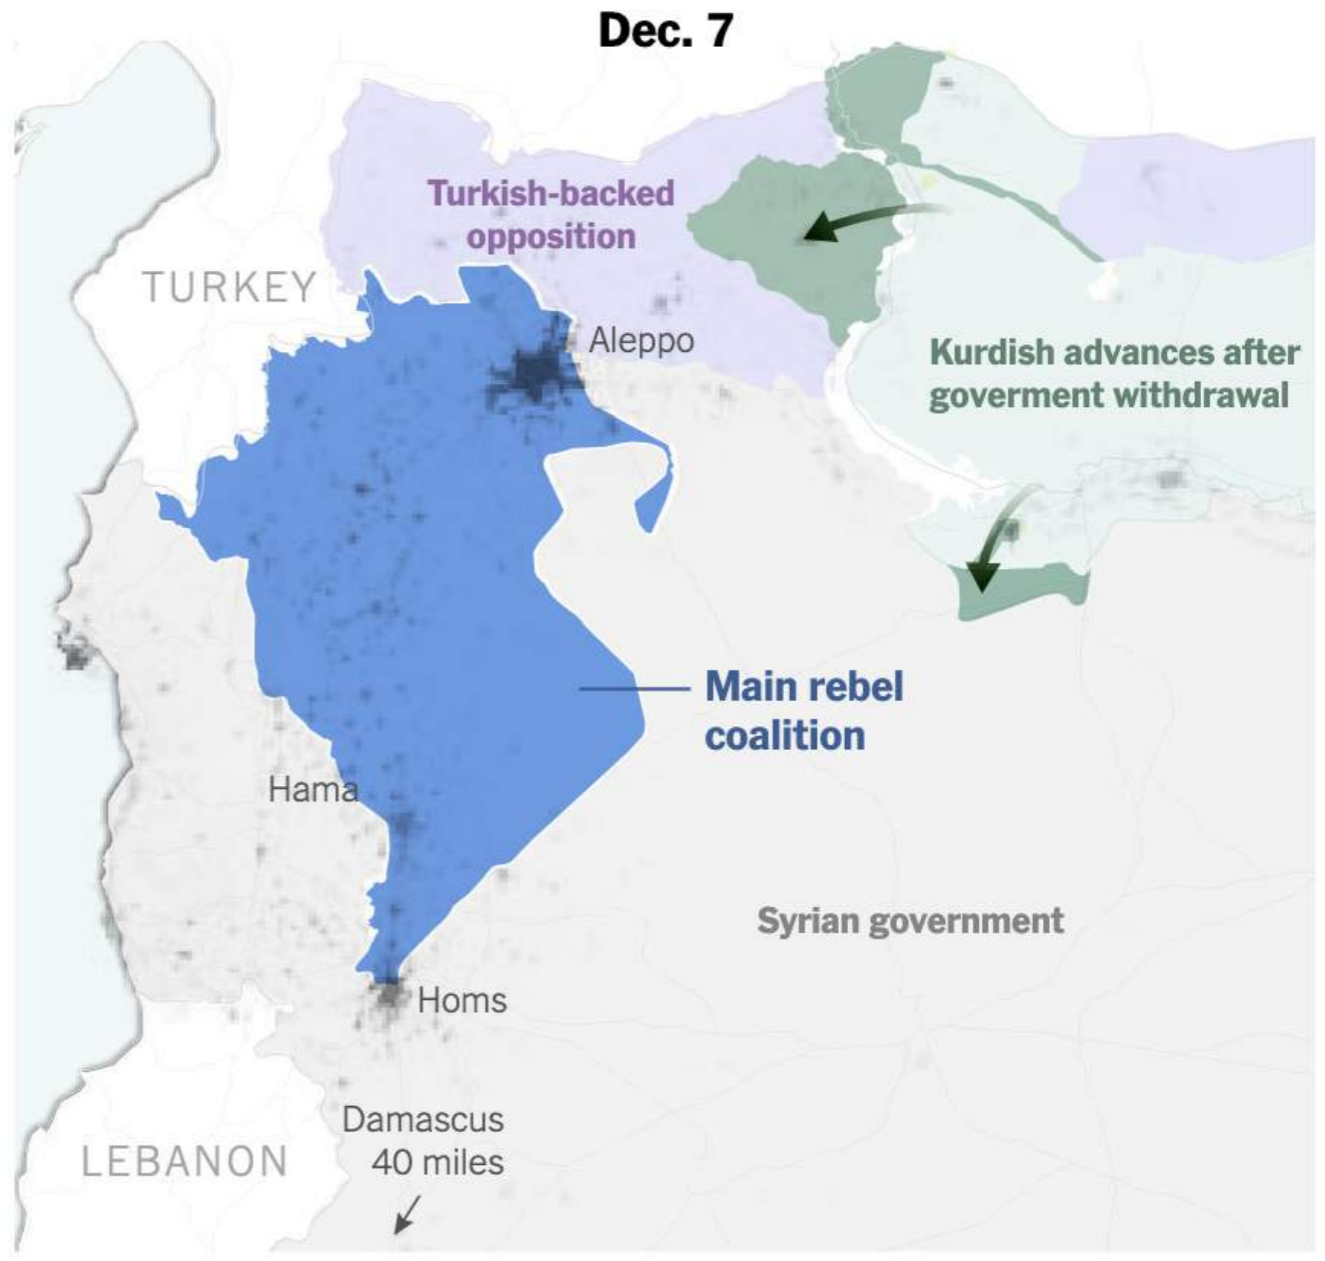 Dec. 7
Turkish-backed
opposition
TURKEY
Aleppo
Kurdish advances after
goverment withdrawal
Main rebel
coalition
Hama
Syrian government
Homs
Damascus
40 miles
LEBANON